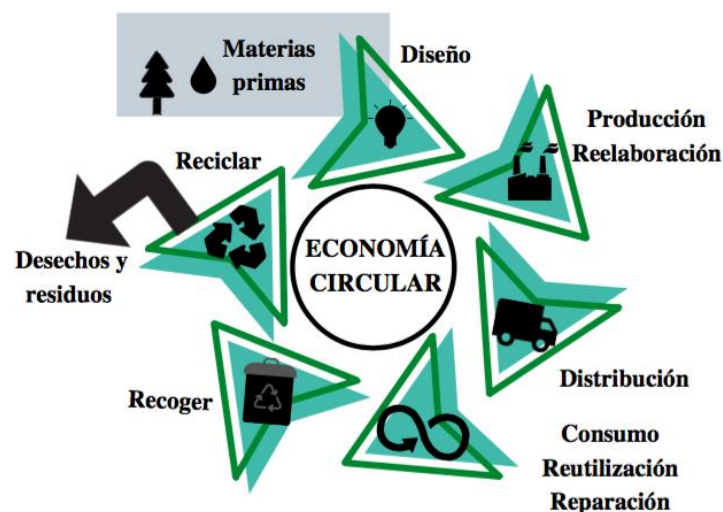 Materias
primas
Diseño
Producción
Reelaboración
Reciclar
ECONOMÍA
CIRCULAR
Desechos y
residuos
Distribución
Recoger
Consumo
Reutilización
Reparación